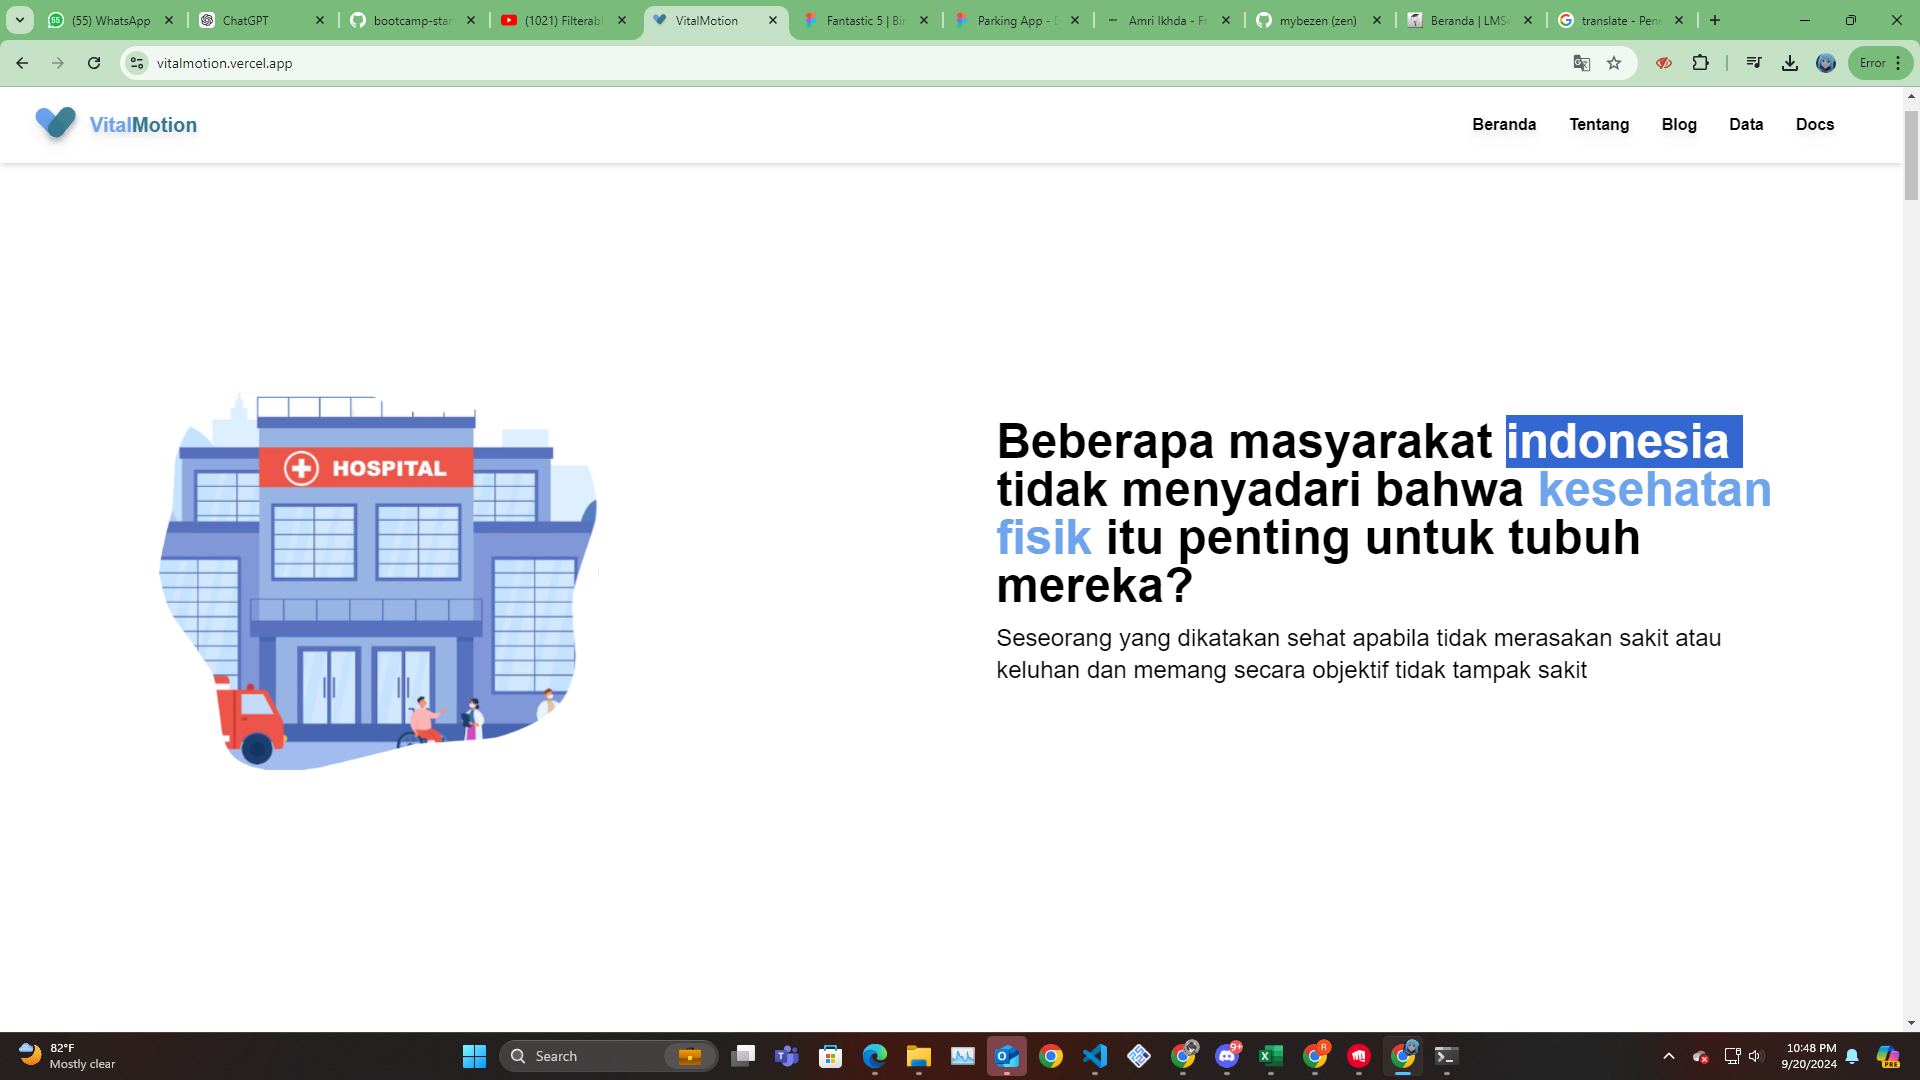 (55) WhatsApp
ChatGPT
bootcamp-star
(1021) Filterabl
VitalMotion
Fantastic 5 | Bin
Parking App - D
Amri Ikhda - Fr
mybezen (zen)
Beranda | LMS
translate - Pene
vitalmotion.vercel.app
Error
VitalMotion
Beranda
Tentang
Blog
Data
Docs
HOSPITAL
Beberapa masyarakat indonesia
tidak menyadari bahwa kesehatan
fisik itu penting untuk tubuh
mereka?
Seseorang yang dikatakan sehat apabila tidak merasakan sakit atau
keluhan dan memang secara objektif tidak tampak sakit
82°F
Mostly clear
Search
9+
R
10:48 PM
9/20/2024
PRE